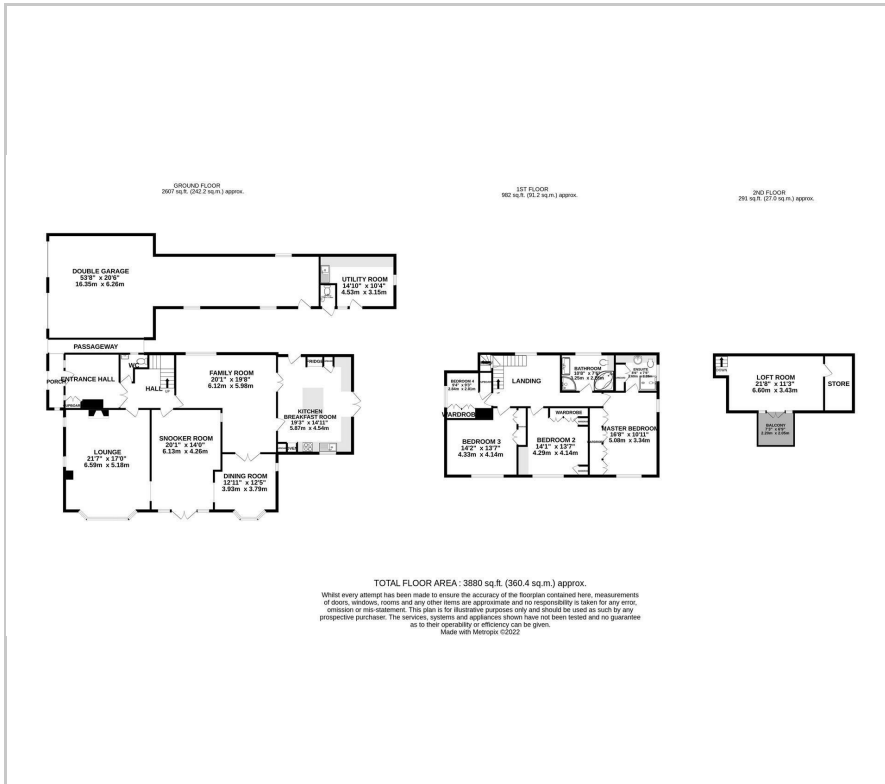 GROUND FLOOR
2607 sq.ft. (242.2 sq.m.) approx.
DOUBLE GARAGE
53'8" x 20'6"
16.35m x 6.26m
UTILITY ROOM
14'10" x 10'4"
4.53m x 3.15m
PASSAGEWAY
PORCH
ENTRANCE HALL
WC
HALL
UP
FAMILY ROOM
20'1" x 19'8"
6.12m x 5.98m
FRIDGE
KITCHEN
BREAKFAST ROOM
19'3" x 14'11"
5.87m x 4.54m
LOUNGE
21'7" x 17'0"
6.59m x 5.18m
SNOOKER ROOM
20'1" x 14'0"
6.13m x 4.26m
DINING ROOM
12'11" x 12'5"
3.93m x 3.79m
1ST FLOOR
982 sq.ft. (91.2 sq.m.) approx.
LANDING
BATHROOM
ENSUITE
BEDROOM 4
WARDROBE
WARDROBE
BEDROOM 3
14'2" x 13'7"
4.33m x 4.14m
BEDROOM 2
14'1" x 13'7"
4.29m x 4.14m
MASTER BEDROOM
16'8" x 10'11"
5.08m x 3.34m
2ND FLOOR
291 sq.ft. (27.0 sq.m.) approx.
DOWN
LOFT ROOM
21'8" x 11'3"
6.60m x 3.43m
STORE
BALCONY
TOTAL FLOOR AREA : 3880 sq.ft. (360.4 sq.m.) approx.
Whilst every attempt has been made to ensure the accuracy of the floorplan contained here, measurements
of doors, windows, rooms and any other items are approximate and no responsibility is taken for any error,
omission or mis-statement. This plan is for illustrative purposes only and should be used as such by any
prospective purchaser. The services, systems and appliances shown have not been tested and no guarantee
as to their operability or efficiency can be given.
Made with Metropix ©2022